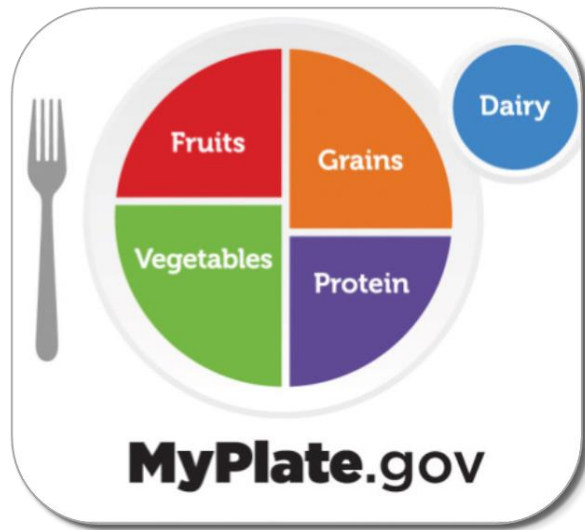 Dairy
Fruits
Grains
Vegetables
Protein
MyPlate.gov